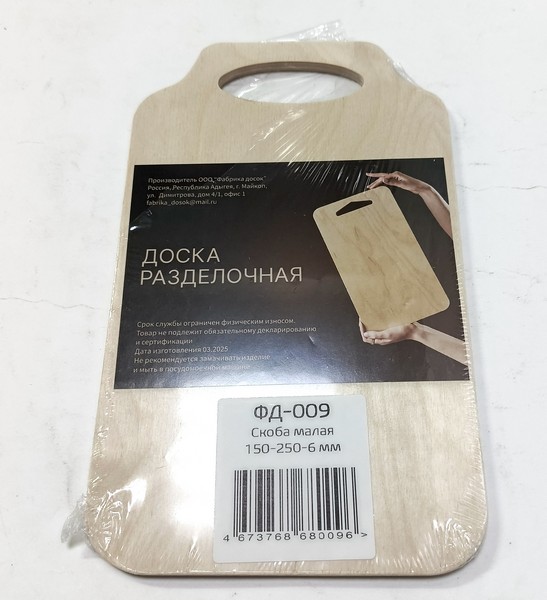 Производитель ООО "Фабрика досок"
Россия, Республика Адыгея, г. Майкоп,
ул. Димитрова, дом 4/1, офис 1
fabrika_dosok@mail.ru
ДОСКА
РАЗДЕЛОЧНАЯ
Срок службы ограничен физическим износом.
Товар не подлежит обязательному декларированию
и сертификации
Дата изготовления 03.2025
Не рекомендуется замачивать изделие
и мыть в посудомоечной машине
ФД-009
Скоба малая
150-250-6 мм
4 673768 680096 >